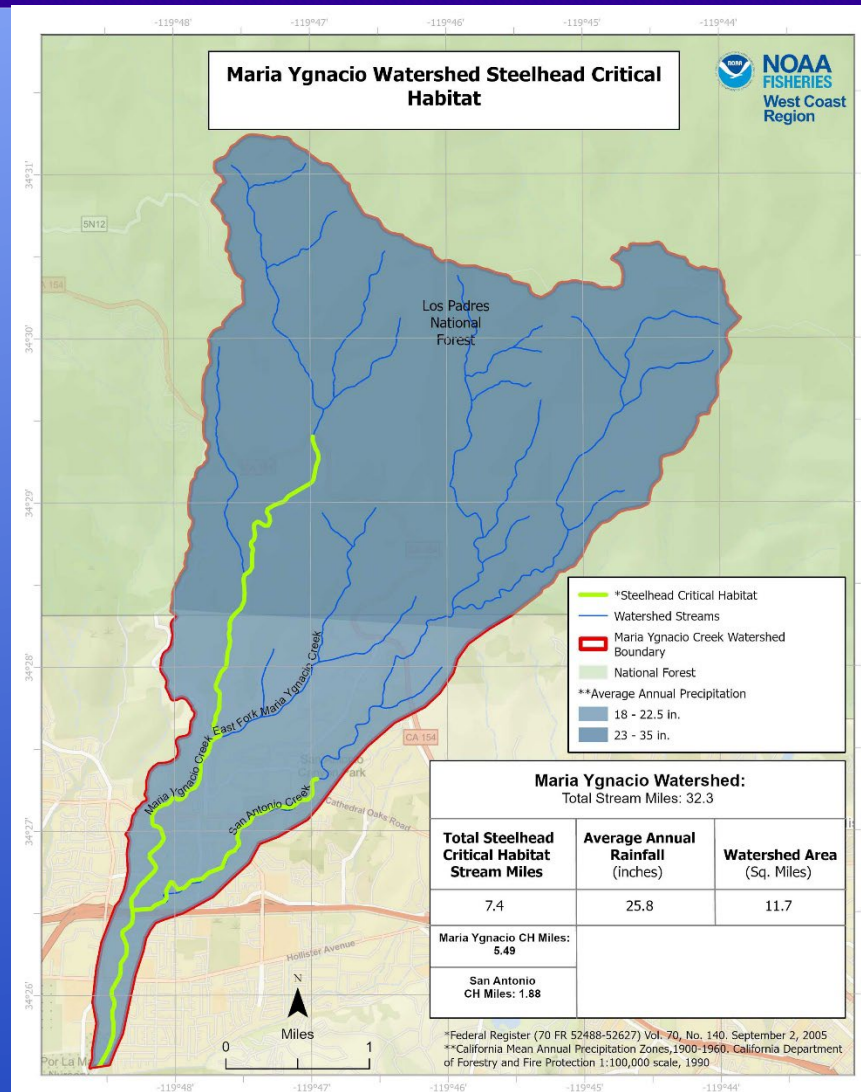 -119°48'
-119°47'
-119°46'
-119°45'
-119°44'
Maria Ygnacio Watershed Steelhead Critical
Habitat
NOAA
NOAA
FISHERIES
West Coast
Region
34°31'
5N12
34°30'
Los Padres
National
Forest
34°29'
34°28'
*Steelhead Critical Habitat
Watershed Streams
Maria Ygnacio Creek Watershed
Boundary
National Forest
**Average Annual Precipitation
18 - 22.5 in.
23 - 35 in.
East Fork Maria Ygnacio Creek
CA 154
Maria Ygnacio Creek
San Antonio Creek
Cathedral Oaks Road
34°27'
Maria Ygnacio Watershed:
Total Stream Miles: 32.3
Total Steelhead
Critical Habitat
Stream Miles
Average Annual
Rainfall
(inches)
Watershed Area
(Sq. Miles)
7.4
25.8
11.7
Maria Ygnacio CH Miles:
5.49
San Antonio
CH Miles: 1.88
Hollister Avenue
34°26'
N
Miles
0
1
Por La Ma
*Federal Register (70 FR 52488-52627) Vol. 70, No. 140. September 2, 2005
**California Mean Annual Precipitation Zones,1900-1960. California Department
of Forestry and Fire Protection 1:100,000 scale, 1990
-119°48'
-119°47'
-119°46'
-119°45'
-119°44'